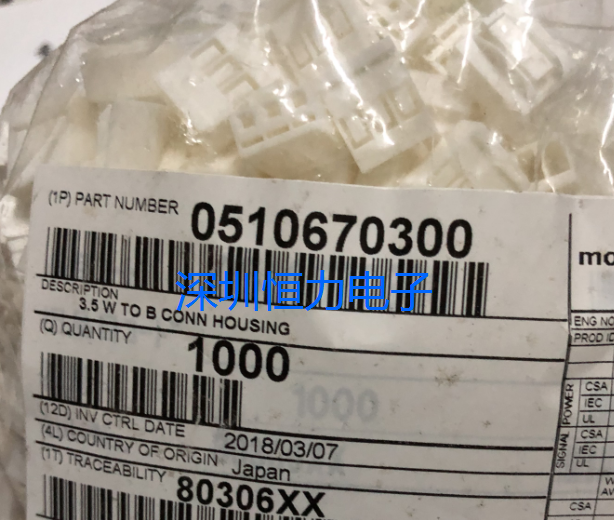 (1P) PART NUMBER 0510670300
深圳恒力电子
DESCRIPTION
3.5 W TO B CONN HOUSING
(Q) QUANTITY
1000
1000
(12D) INV CTRL DATE 2018/03/07
(4L) COUNTRY OF ORIGIN Japan
(1T) TRACEABILITY 80306XX
mo
ENG NO
PROD ID
POWER
CSA
IEC
UL
SIGNAL
CSA
IEC
UL
W
AV
CSA